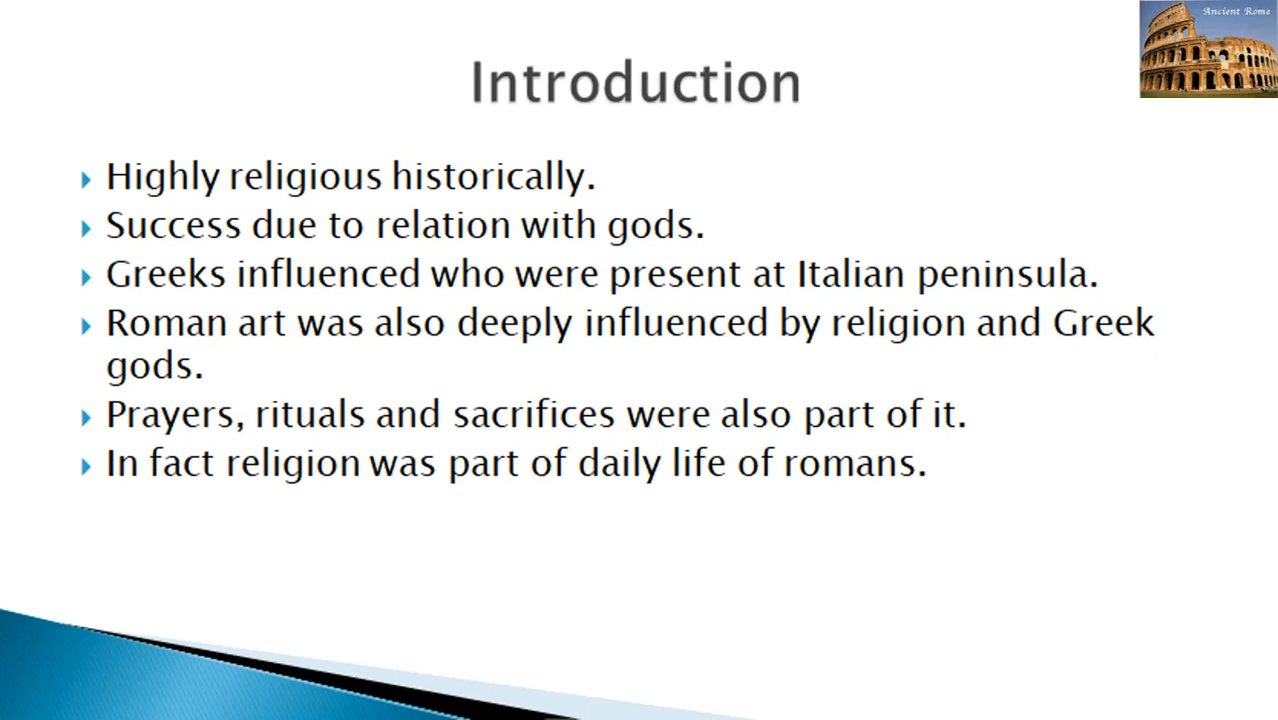 Ancient Rome
Introduction
Highly religious historically.
Success due to relation with gods.
Greeks influenced who were present at Italian peninsula.
Roman art was also deeply influenced by religion and Greek
gods.
Prayers, rituals and sacrifices were also part of it.
In fact religion was part of daily life of romans.